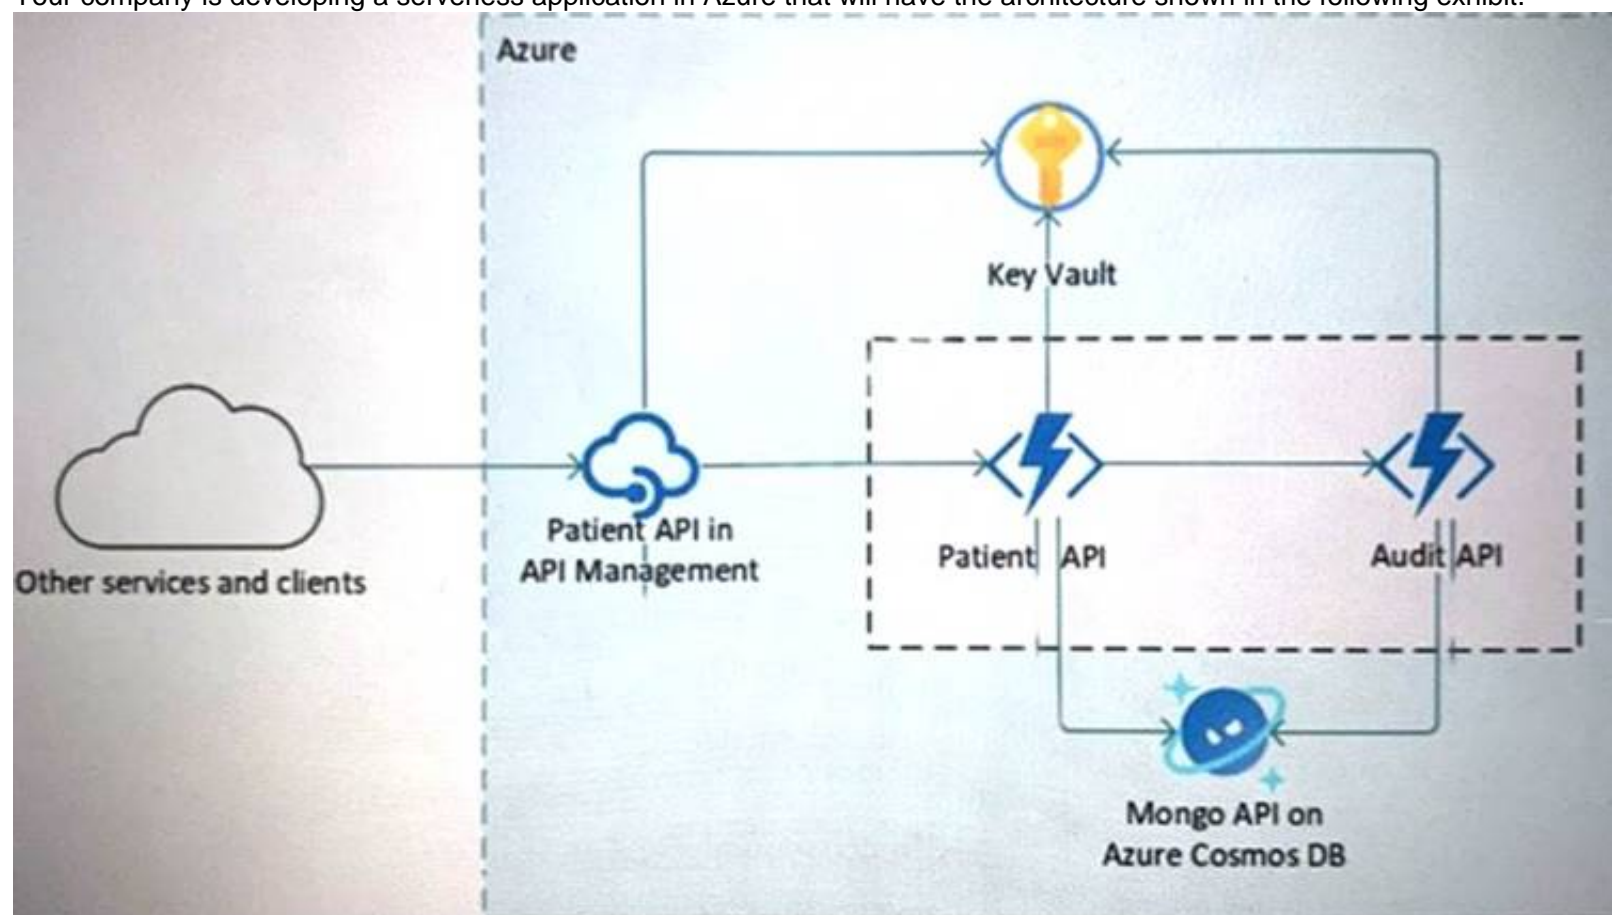 Your company is developing a serverless application in Azure that will have the architecture shown in the following exhibit.
Azure
Key Vault
Patient API in
API Management
Patient API
Audit API
Other services and clients
Mongo API on
Azure Cosmos DB